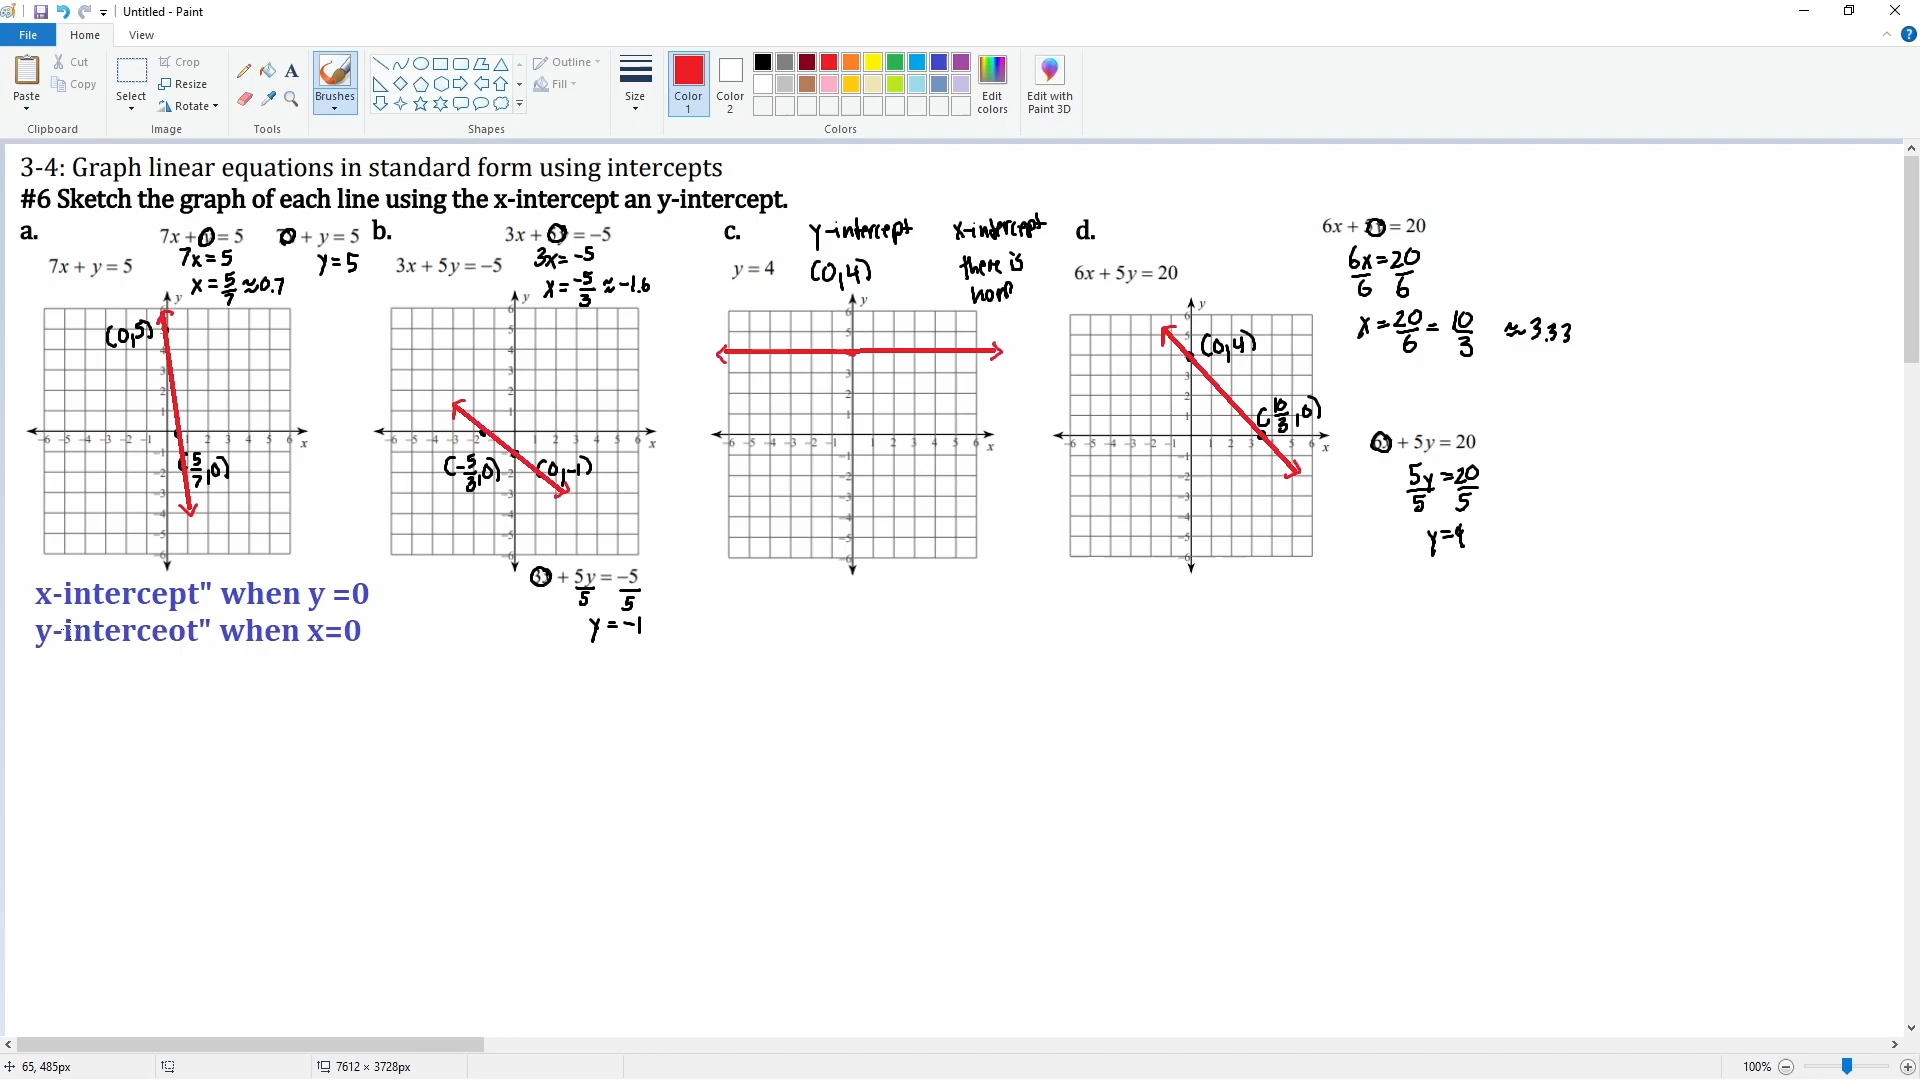 Untitled - Paint
File
Home
View
Paste
Cut
Copy
Clipboard
Select
Crop
Resize
Rotate
Image
A
Tools
Brushes
Outline
Fill
Shapes
Size
Color 1
Color 2
Edit colors
Colors
Edit with Paint 3D
3-4: Graph linear equations in standard form using intercepts
#6 Sketch the graph of each line using the x-intercept an y-intercept.
a.
7x + y = 5
7x + 0 = 5
7x = 5
x = 5/7 ≈ 0.7
0 + y = 5
y = 5
(0,5)
(5/7, 0)
b.
3x + 5y = −5
3x + 0 = −5
3x = −5
x = −5/3 ≈ −1.6
(−5/3, 0)
(0, −1)
+ 5y = −5
5 5
y = −1
c.
y = 4
y-intercept
(0,4)
x-intercept
there is
none
d.
6x + 5y = 20
6x + 0 = 20
6x = 20
6 6
x = 20/6 = 10/3 ≈ 3.33
(0,4)
(10/3, 0)
+ 5y = 20
5y = 20
5 5
y = 4
x-intercept" when y =0
y-interceot" when x=0
65, 485px
7612 × 3728px
100%